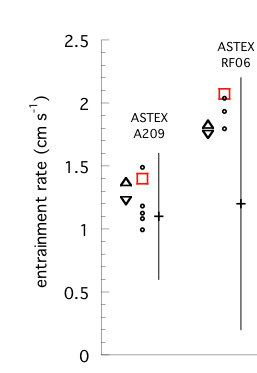 2.5
2
1.5
1
0.5
0
entrainment rate (cm s⁻¹)
ASTEX
A209
ASTEX
RF06